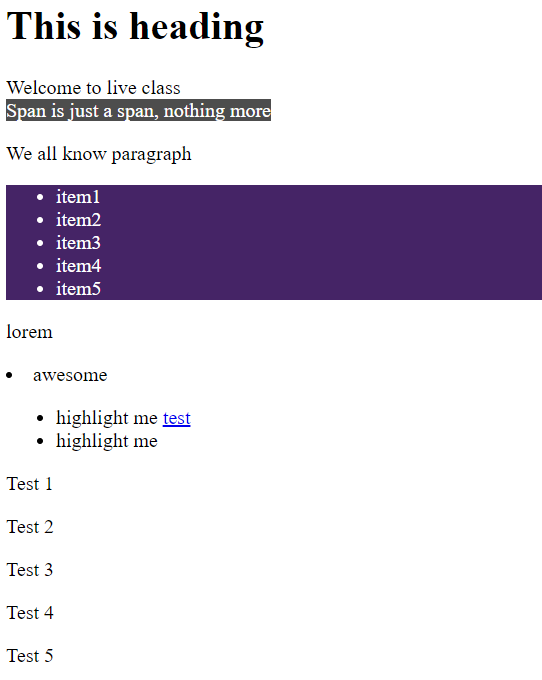 This is heading
Welcome to live class
Span is just a span, nothing more
We all know paragraph
item1
item2
item3
item4
item5
lorem
awesome
highlight me test
highlight me
Test 1
Test 2
Test 3
Test 4
Test 5